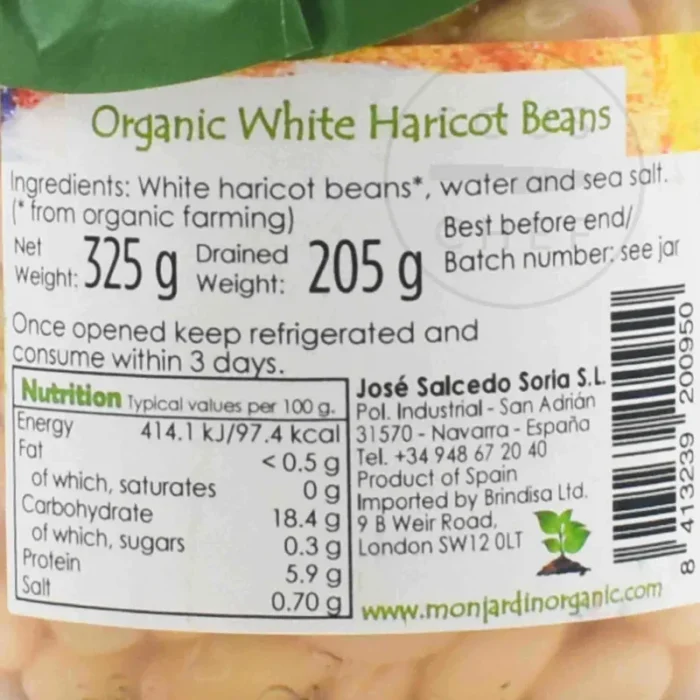 Organic White Haricot Beans
Ingredients: White haricot beans*, water and sea salt.
(* from organic farming)
Net Weight: 325 g Drained Weight: 205 g
Best before end/
Batch number: see jar
Once opened keep refrigerated and
consume within 3 days.
Nutrition Typical values per 100 g.
Energy 414.1 kJ/97.4 kcal
Fat <0.5 g
of which, saturates 0 g
Carbohydrate 18.4 g
of which, sugars 0.3 g
Protein 5.9 g
Salt 0.70 g
José Salcedo Soria S.L.
Pol. Industrial - San Adrián
31570 - Navarra - España
Tel. +34 948 67 20 40
Product of Spain
Imported by Brindisa Ltd.
9 B Weir Road,
London SW12 0LT
www.monjardinorganic.com
8 413239 200950